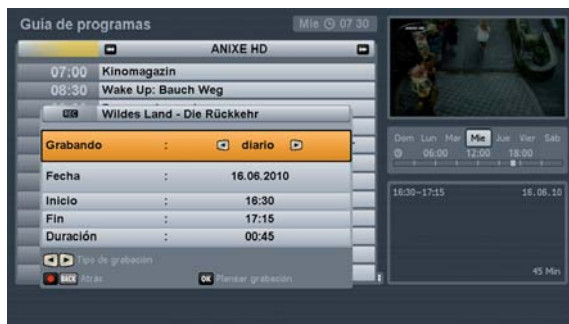 Guia de programas
Mie 07 30
ANIXE HD
07:00 Kinomagazin
08:30 Wake Up: Bauch Weg
REC Wildes Land - Die Rückkehr
Grabando : diario
Fecha : 16.06.2010
Inicio : 16:30
Fin : 17:15
Duración : 00:45
Tipo de grabación
BACK Atrás
OK Planear grabación
Dom Lun Mar Mie Jue Vier Sáb
06:00 12:00 18:00
16:30-17:15 16.06.10
45 Min